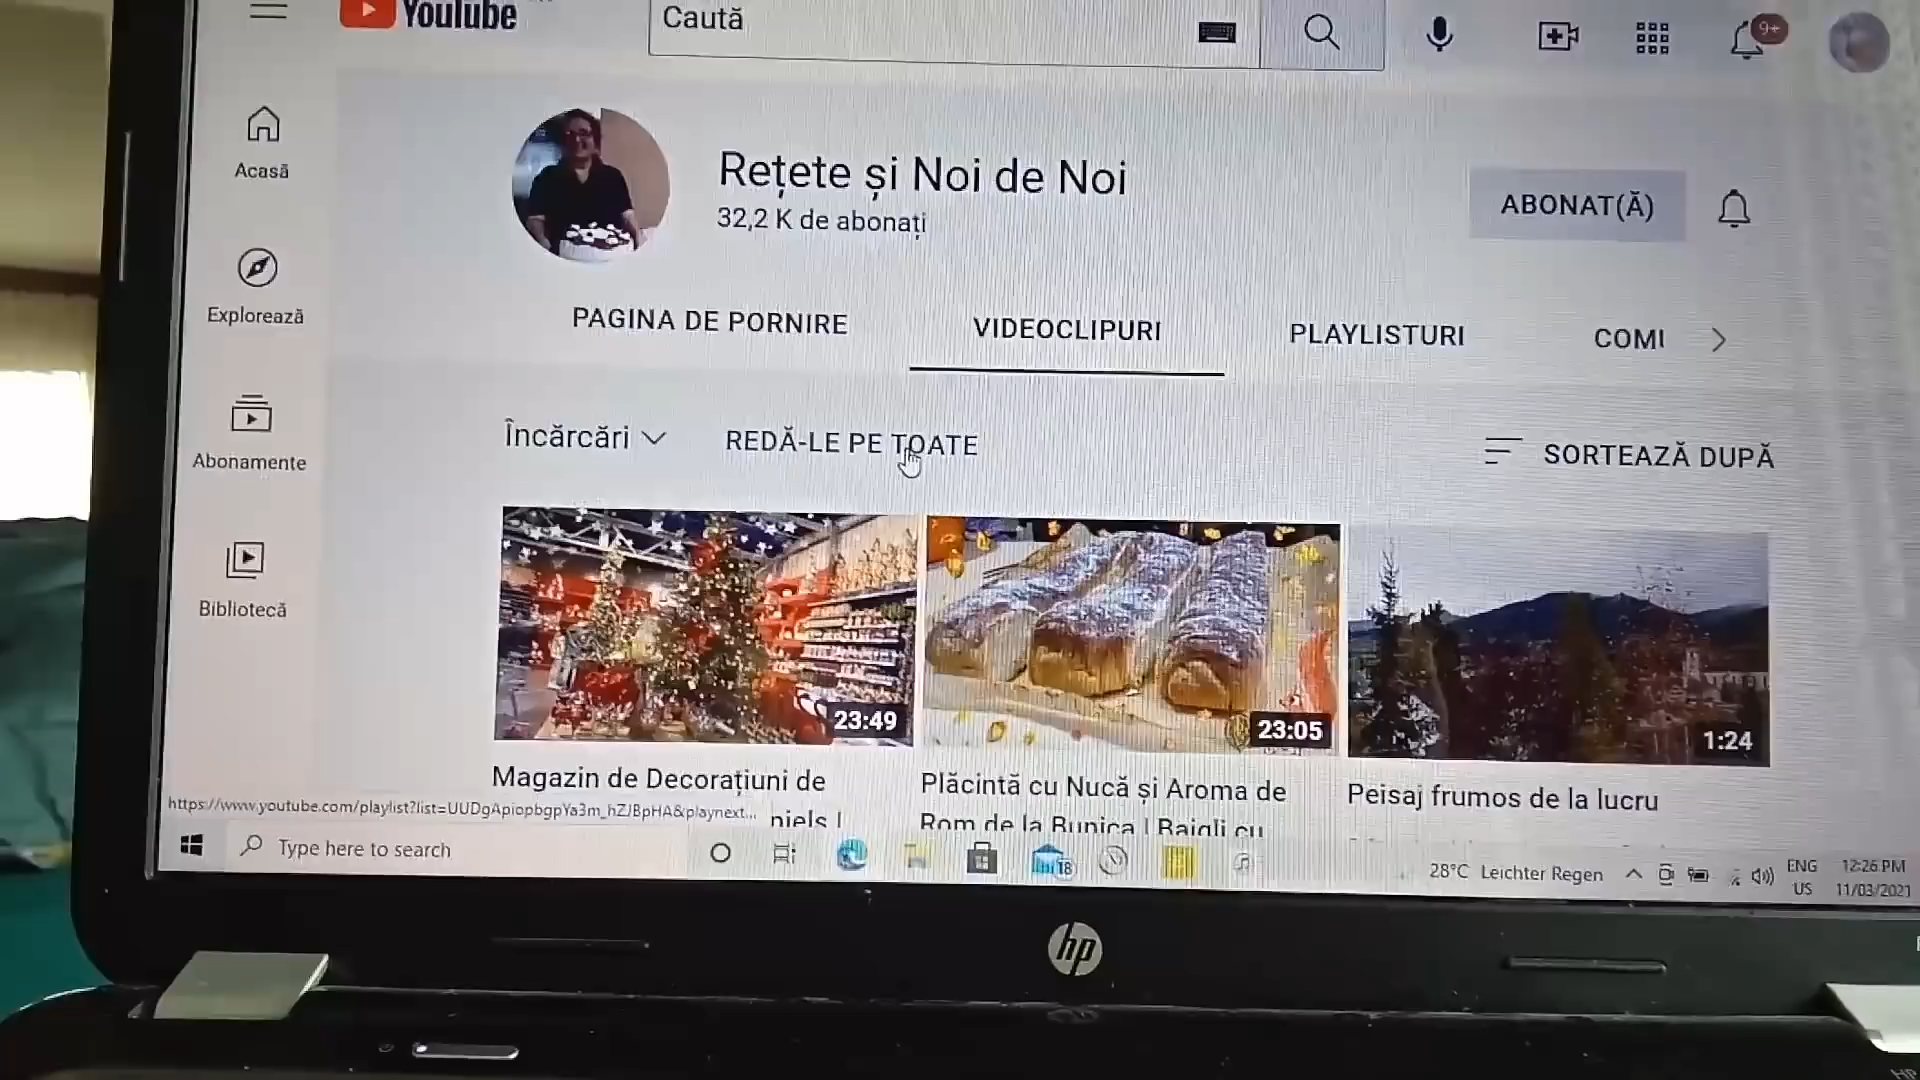 YouTube
Caută
9+
Acasă
Rețete și Noi de Noi
32,2 K de abonați
ABONAT(Ă)
Explorează
PAGINA DE PORNIRE
VIDEOCLIPURI
PLAYLISTURI
COMI
Abonamente
Încărcări
REDĂ-LE PE TOATE
SORTEAZĂ DUPĂ
Bibliotecă
23:49
23:05
1:24
Magazin de Decorațiuni de
Plăcintă cu Nucă și Aroma de
Peisaj frumos de la lucru
https://www.youtube.com/playlist?list=UUDgApiopbgpYa3m_hZJBpHA&playnext...
niels |
Rom de la Bunica | Baigli cu
Type here to search
18
28°C Leichter Regen
ENG
US
12:26 PM
11/03/2021
hp